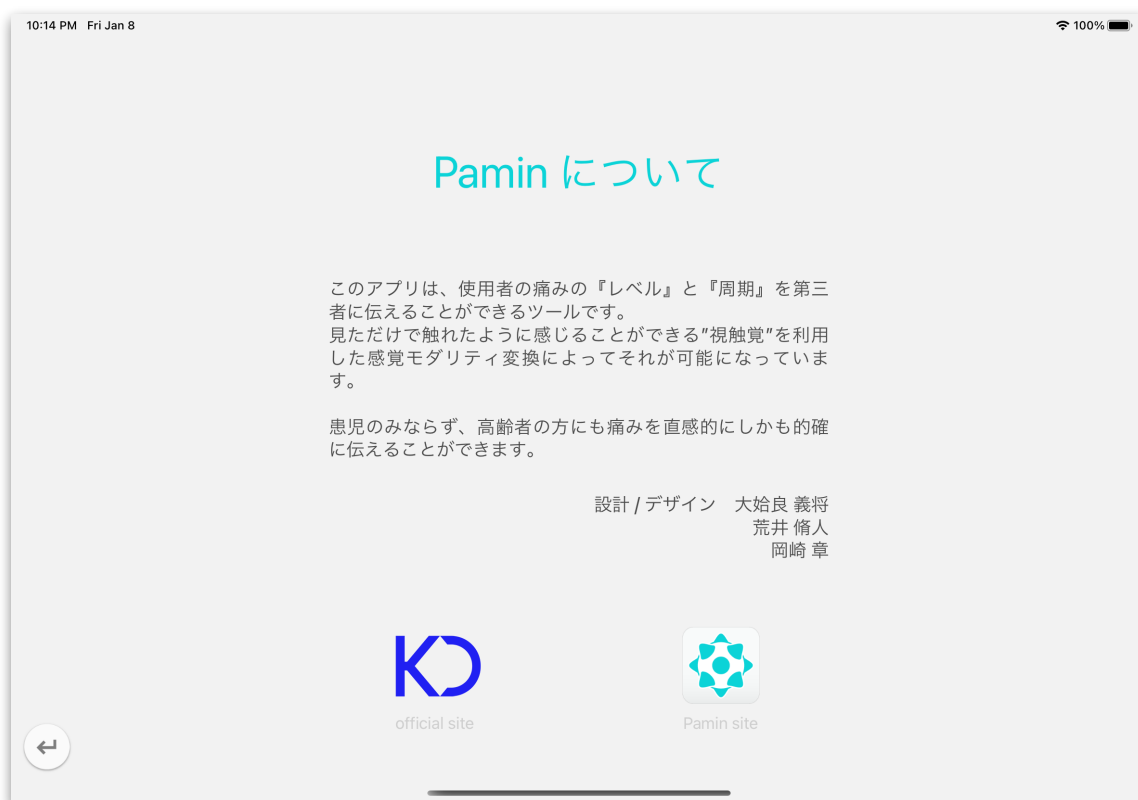 10:14 PM Fri Jan 8
100%
Pamin について
このアプリは、使用者の痛みの『レベル』と『周期』を第三
者に伝えることができるツールです。
見ただけで触れたように感じることができる”視触覚”を利用
した感覚モダリティ変換によってそれが可能になっていま
す。
患児のみならず、高齢者の方にも痛みを直感的にしかも的確
に伝えることができます。
設計 / デザイン 大姶良 義将
荒井 脩人
岡崎 章
KD
official site
Pamin site